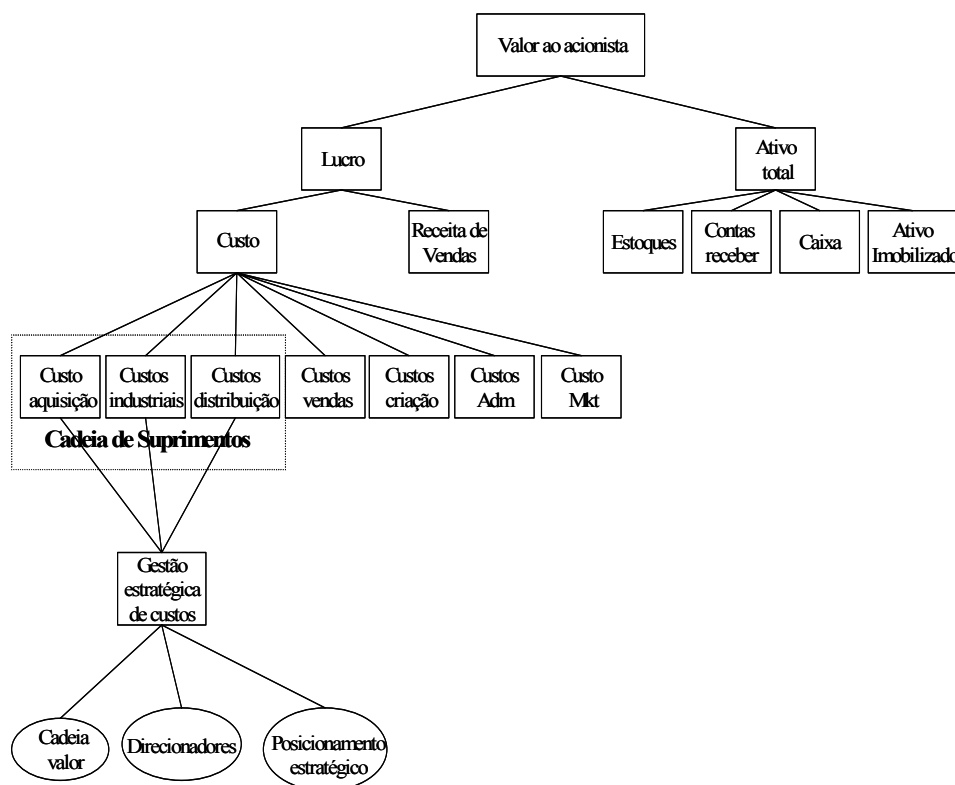 Valor ao acionista
Lucro
Ativo
total
Custo
Receita de
Vendas
Estoques
Contas
receber
Caixa
Ativo
Imobilizado
Custo
aquisição
Custos
industriais
Custos
distribuição
Custos
vendas
Custos
criação
Custos
Adm
Custo
Mkt
Cadeia de Suprimentos
Gestão
estratégica
de custos
Cadeia
valor
Direcionadores
Posicionamento
estratégico